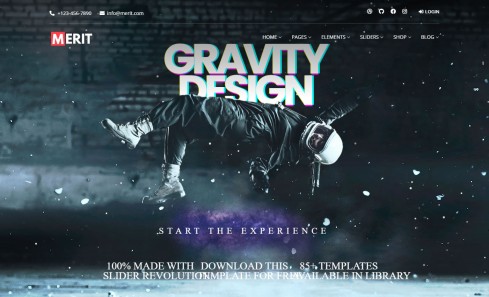 +123-456-7890 info@merit.com LOGIN
MERIT HOME PAGES ELEMENTS SLIDERS SHOP BLOG
GRAVITY
DESIGN
START THE EXPERIENCE
100% MADE WITH DOWNLOAD THIS 85+ TEMPLATES
SLIDER REVOLUTION TEMPLATE FOR FREE AVAILABLE IN LIBRARY